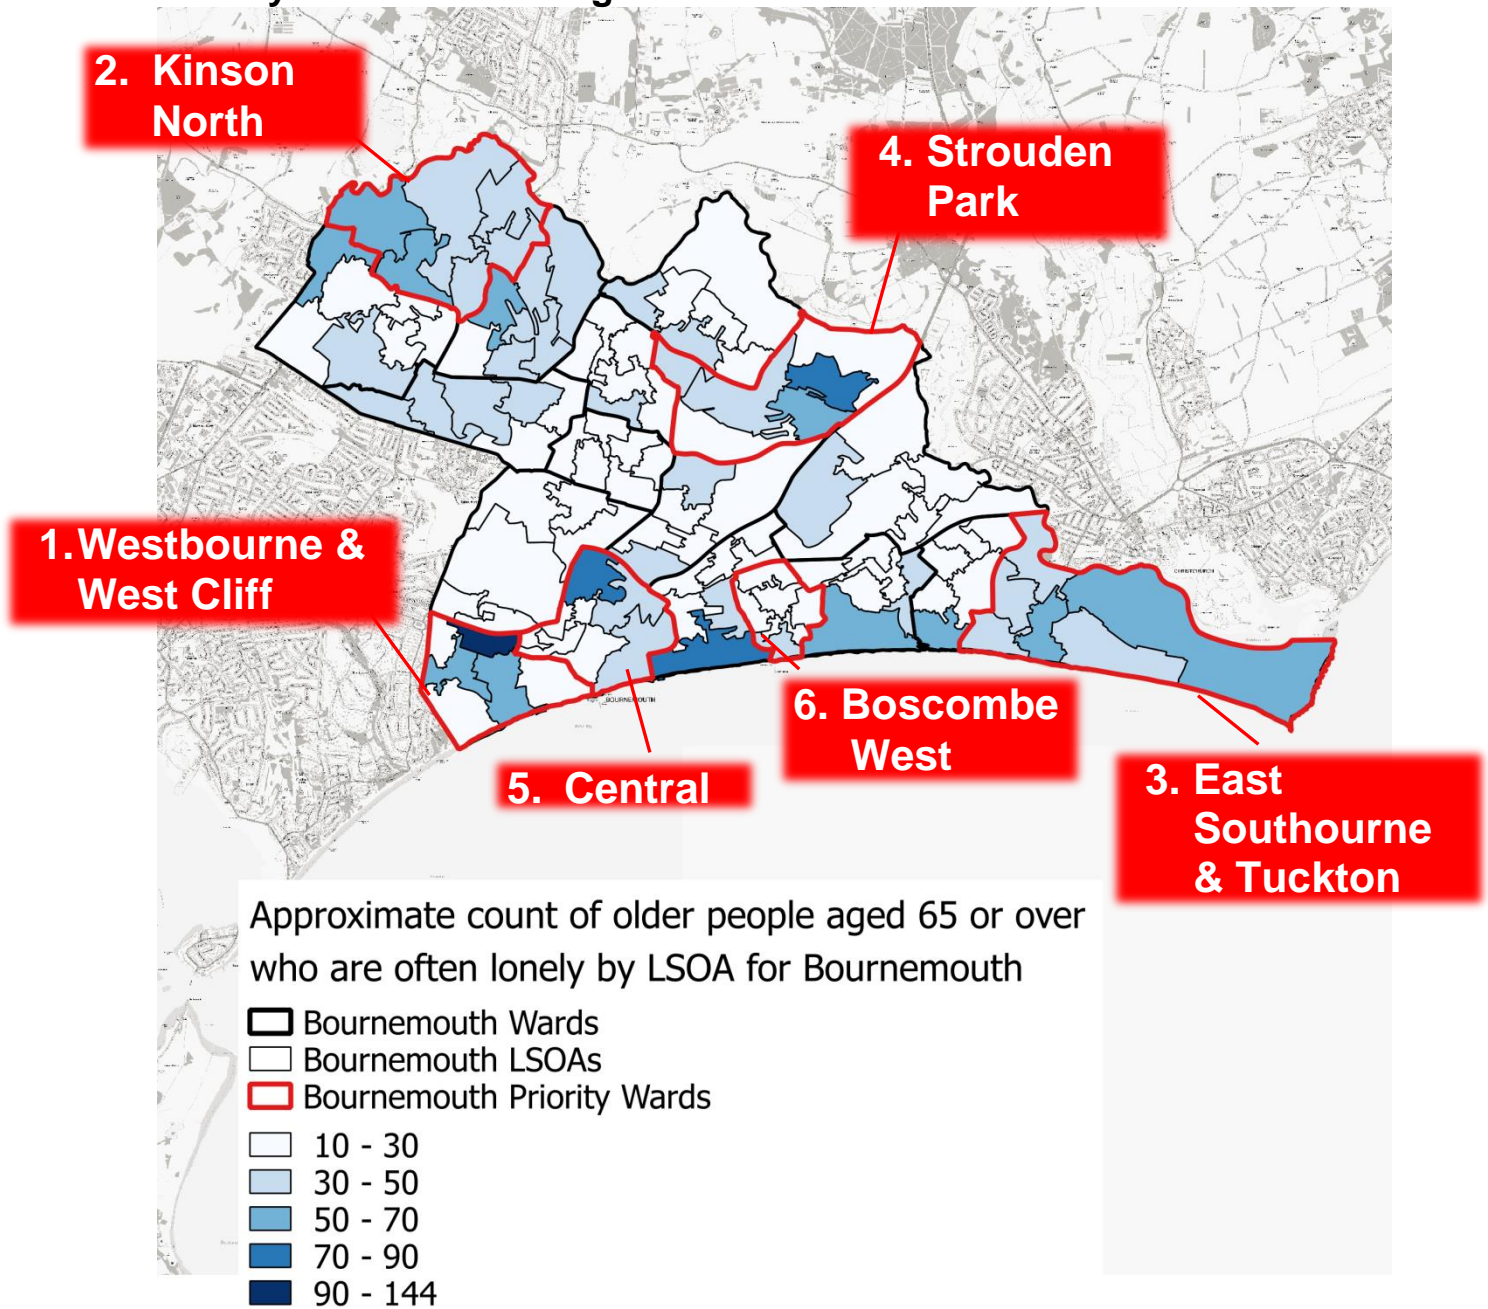 2. Kinson
North
4. Strouden
Park
1. Westbourne &
West Cliff
CHRISTCHURCH
BOURNEMOUTH
6. Boscombe
West
5. Central
3. East
Southourne
& Tuckton
Approximate count of older people aged 65 or over
who are often lonely by LSOA for Bournemouth
Bournemouth Wards
Bournemouth LSOAs
Bournemouth Priority Wards
10 - 30
30 - 50
50 - 70
70 - 90
90 - 144